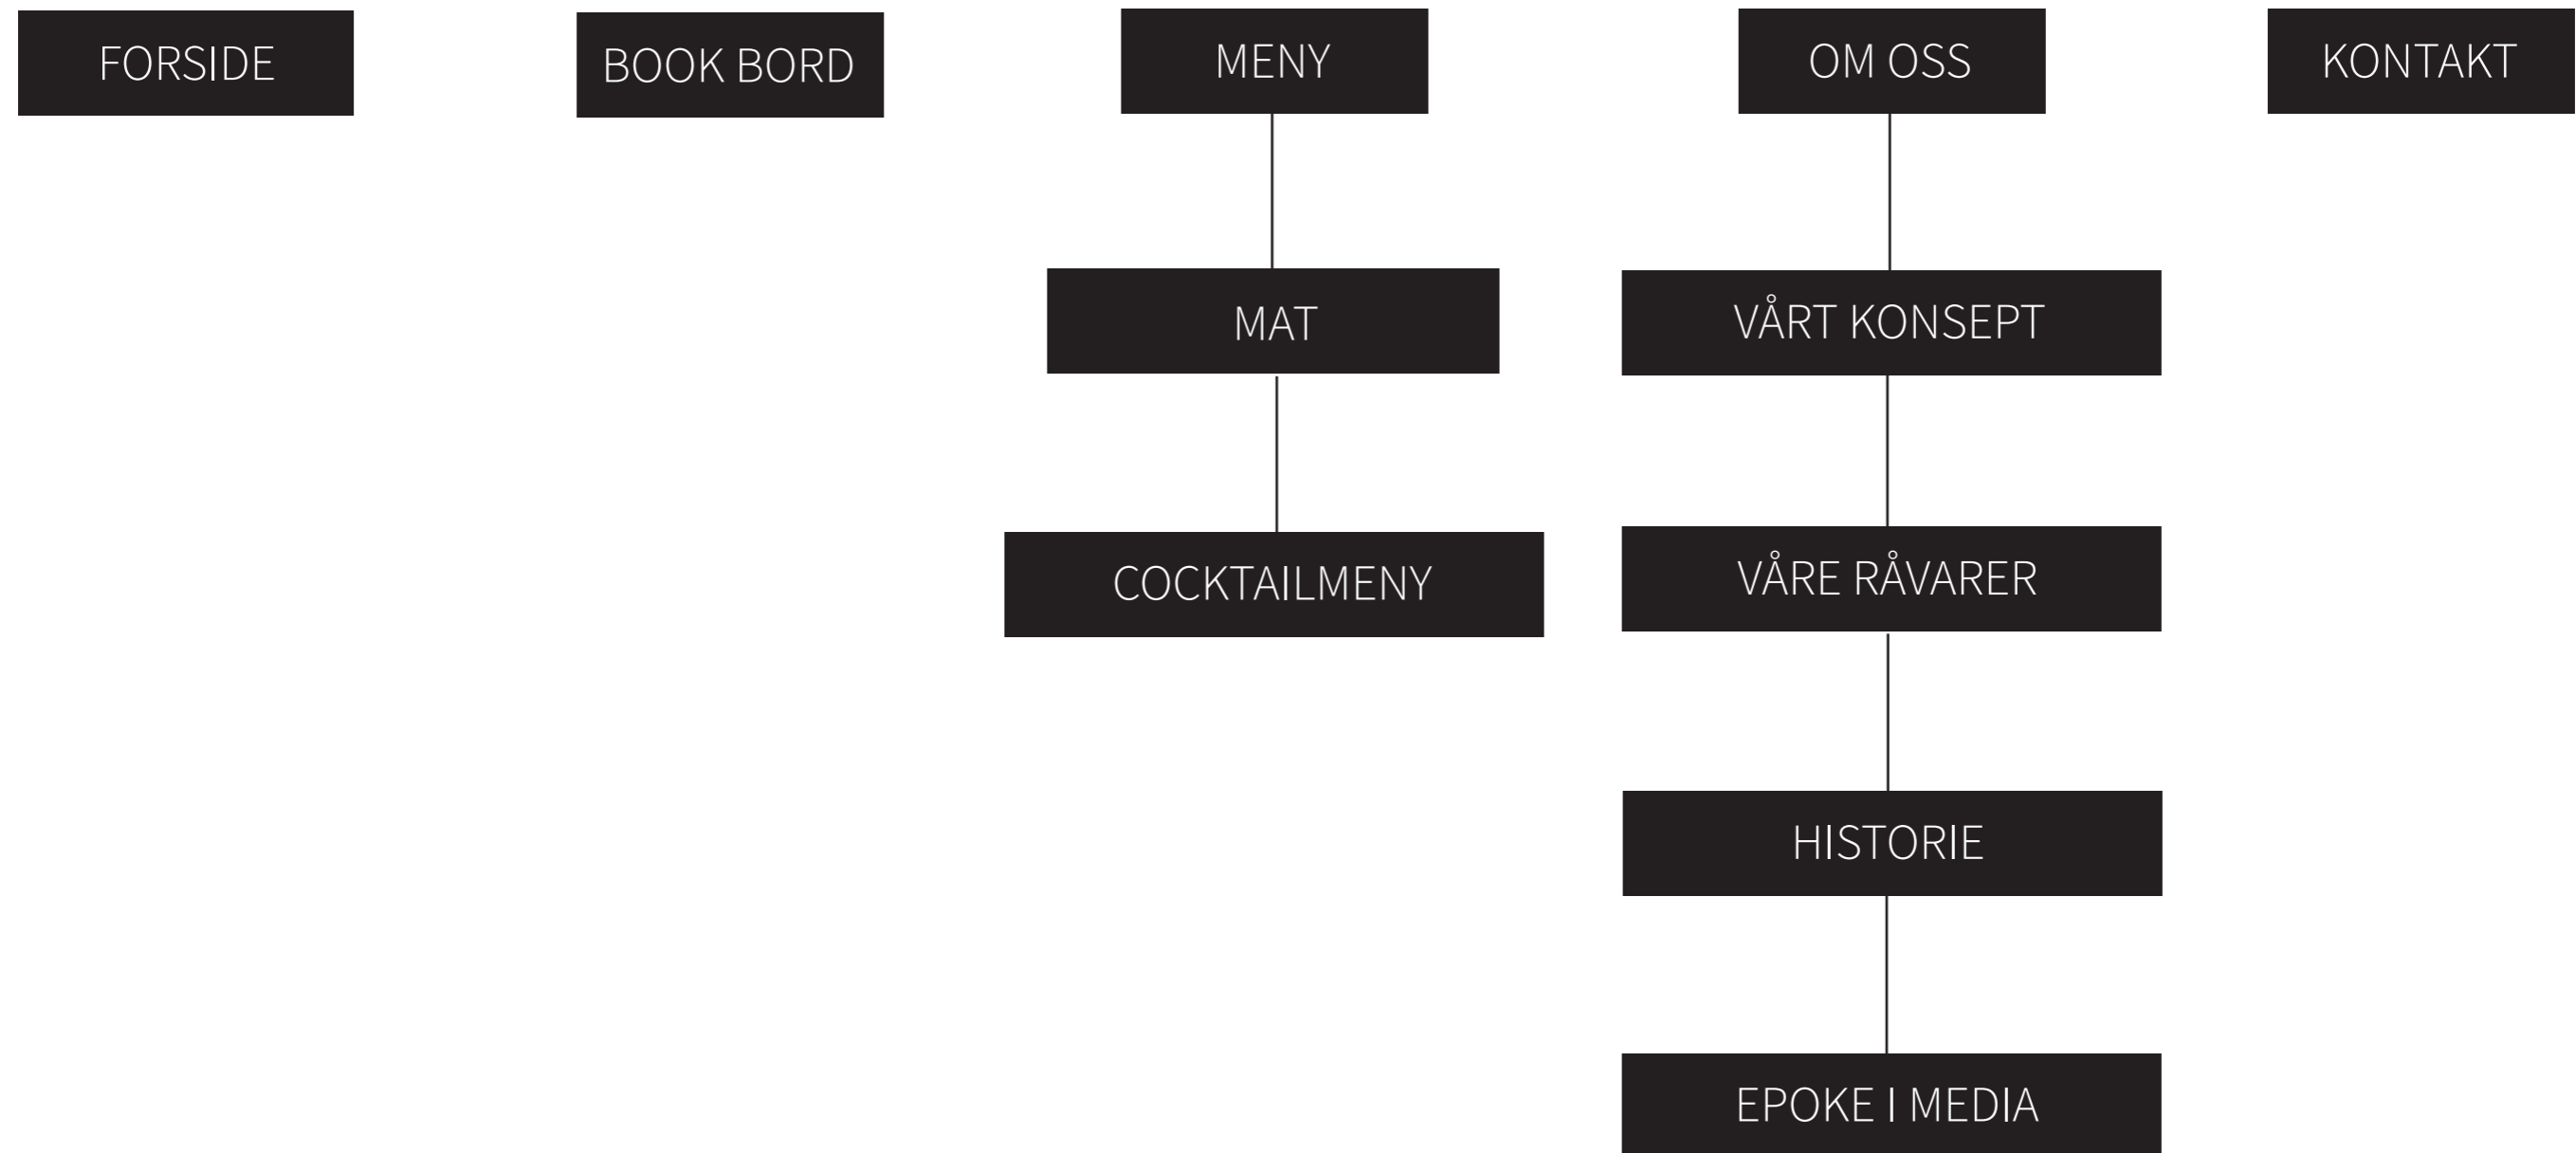 FORSIDE
BOOK BORD
MENY
OM OSS
KONTAKT
MAT
VÅRT KONSEPT
COCKTAILMENY
VÅRE RÅVARER
HISTORIE
EPOKE I MEDIA